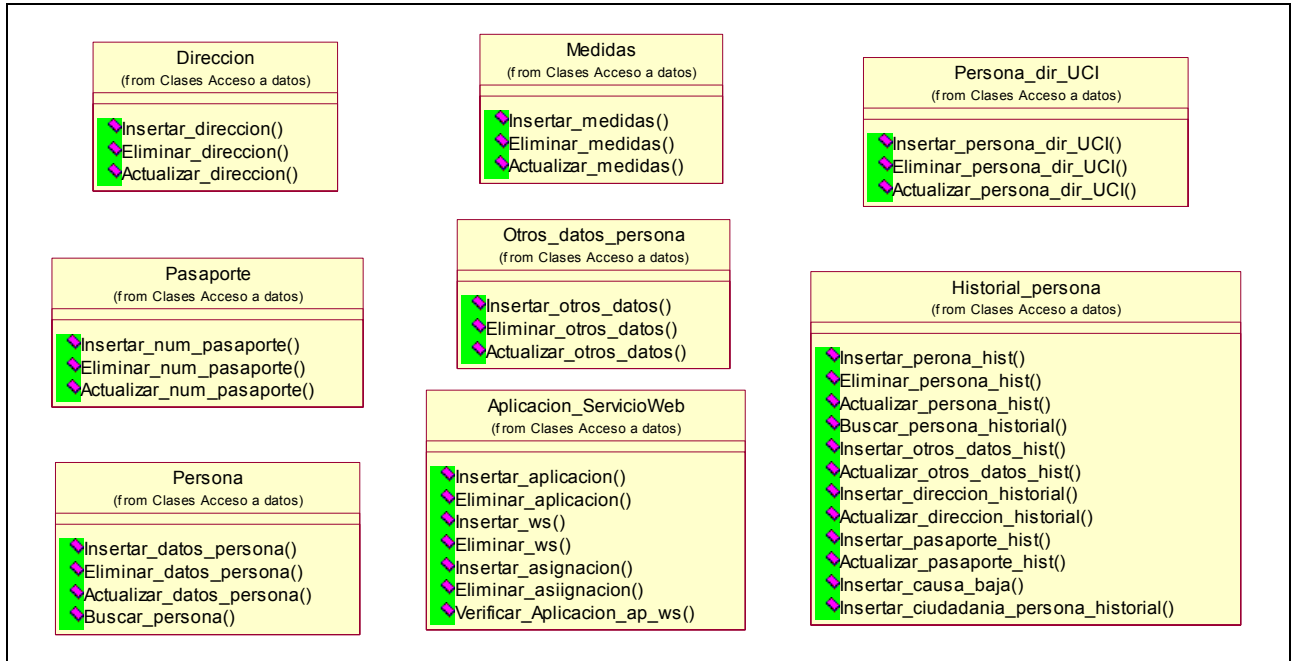 Direccion
(from Clases Acceso a datos)
Insertar_direccion()
Eliminar_direccion()
Actualizar_direccion()
Medidas
(from Clases Acceso a datos)
Insertar_medidas()
Eliminar_medidas()
Actualizar_medidas()
Persona_dir_UCI
(from Clases Acceso a datos)
Insertar_persona_dir_UCI()
Eliminar_persona_dir_UCI()
Actualizar_persona_dir_UCI()
Pasaporte
(from Clases Acceso a datos)
Insertar_num_pasaporte()
Eliminar_num_pasaporte()
Actualizar_num_pasaporte()
Otros_datos_persona
(from Clases Acceso a datos)
Insertar_otros_datos()
Eliminar_otros_datos()
Actualizar_otros_datos()
Historial_persona
(from Clases Acceso a datos)
Insertar_perona_hist()
Eliminar_persona_hist()
Actualizar_persona_hist()
Buscar_persona_historial()
Insertar_otros_datos_hist()
Actualizar_otros_datos_hist()
Insertar_direccion_historial()
Actualizar_direccion_historial()
Insertar_pasaporte_hist()
Actualizar_pasaporte_hist()
Insertar_causa_baja()
Insertar_ciudadania_persona_historial()
Persona
(from Clases Acceso a datos)
Insertar_datos_persona()
Eliminar_datos_persona()
Actualizar_datos_persona()
Buscar_persona()
Aplicacion_ServicioWeb
(from Clases Acceso a datos)
Insertar_aplicacion()
Eliminar_aplicacion()
Insertar_ws()
Eliminar_ws()
Insertar_asignacion()
Eliminar_asiignacion()
Verificar_Aplicacion_ap_ws()